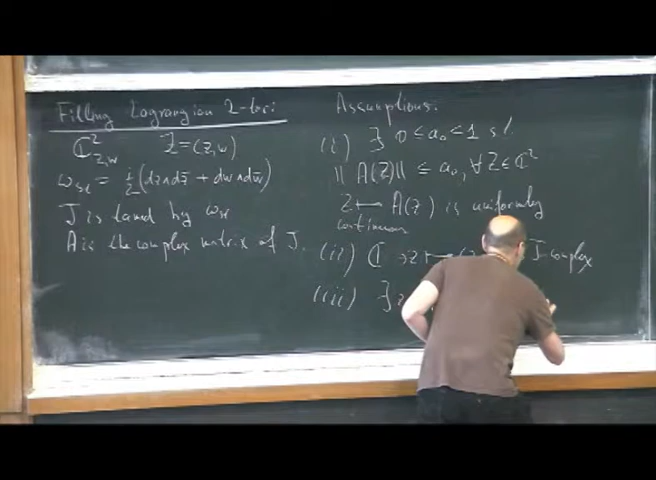 Filling Lagrangian 2-tori
ℂ²_{z,w} Z=(z,w)
ω_st = i/2 (dz∧dz̄ + dw∧dw̄)
J is tamed by ω_st
A is the complex matrix of J.
Assumptions:
(i) ∃ 0 ≤ a₀ < 1 s.t.
‖A(Z)‖ ≤ a₀, ∀ Z ∈ ℂ²
Z ↦ A(Z) is uniformly
continuous
(ii) ℂ ∋ z ↦ J-complex
(iii) ∃